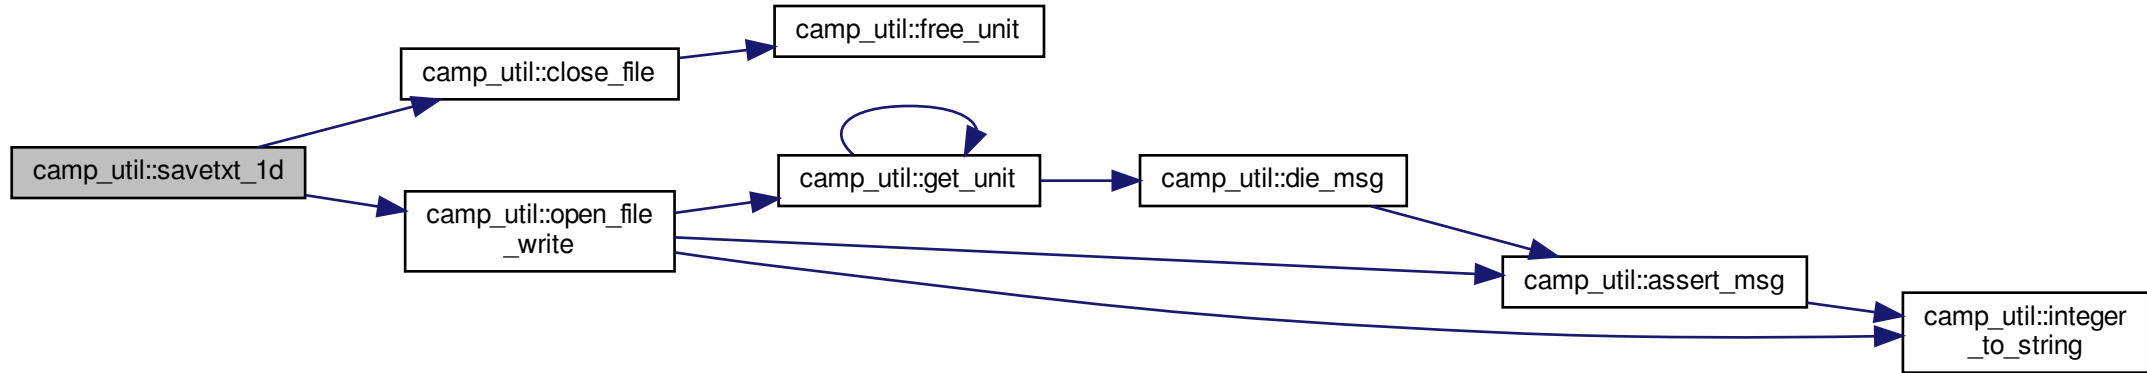 camp_util::savetxt_1d
camp_util::close_file
camp_util::free_unit
camp_util::open_file
_write
camp_util::get_unit
camp_util::die_msg
camp_util::assert_msg
camp_util::integer
_to_string